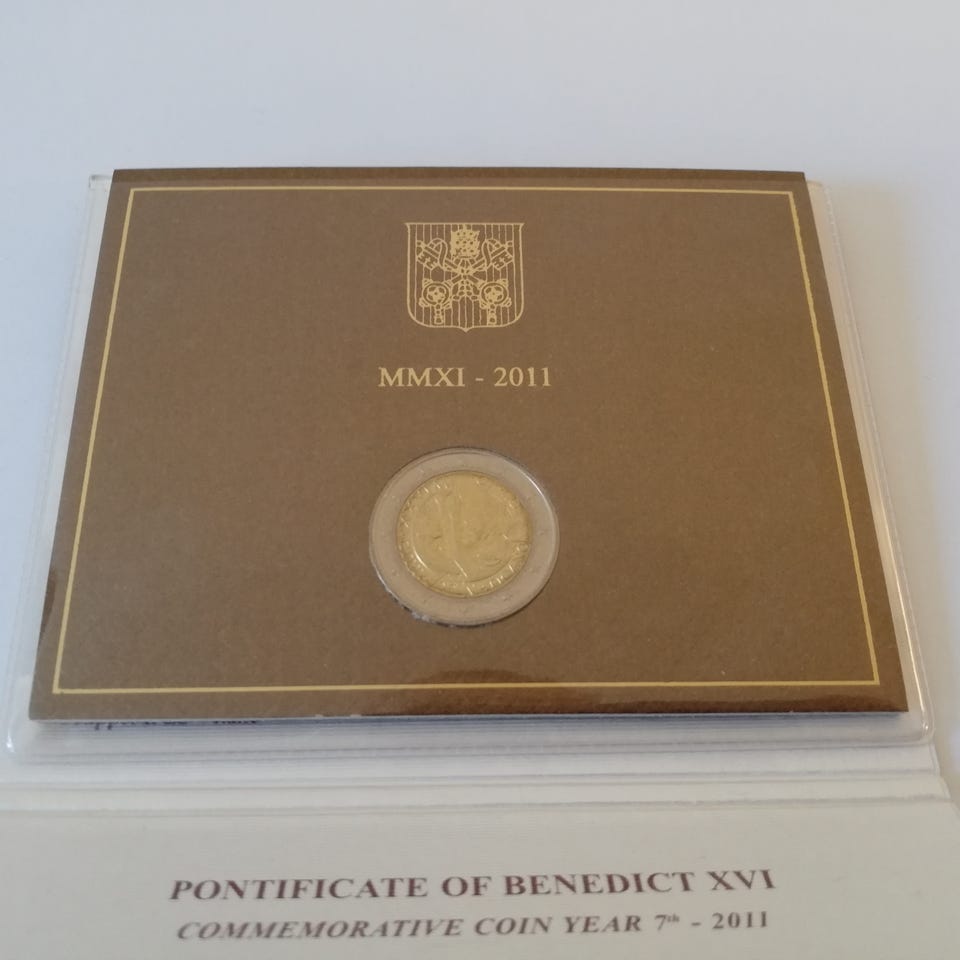 MMXI - 2011
PONTIFICATE OF BENEDICT XVI
COMMEMORATIVE COIN YEAR 7th - 2011